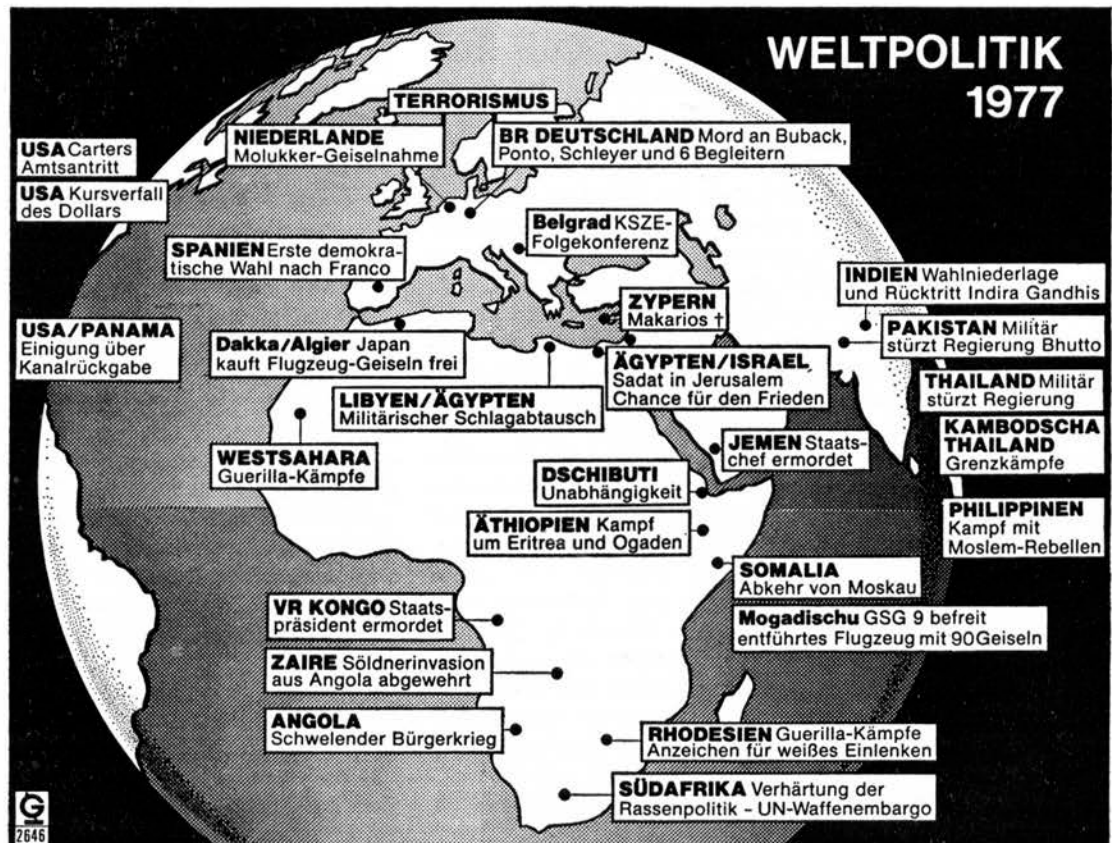 WELTPOLITIK
1977
TERRORISMUS
NIEDERLANDE
Molukker-Geiselnahme
BR DEUTSCHLAND Mord an Buback,
Ponto, Schleyer und 6 Begleitern
USA Carters
Amtsantritt
USA Kursverfall
des Dollars
SPANIEN Erste demokra-
tische Wahl nach Franco
Belgrad KSZE-
Folgekonferenz
INDIEN Wahlniederlage
und Rücktritt Indira Gandhis
ZYPERN
Makarios †
USA/PANAMA
Einigung über
Kanalrückgabe
Dakka/Algier Japan
kauft Flugzeug-Geiseln frei
PAKISTAN Militär
stürzt Regierung Bhutto
ÄGYPTEN/ISRAEL
Sadat in Jerusalem
Chance für den Frieden
LIBYEN/ÄGYPTEN
Militärischer Schlagabtausch
THAILAND Militär
stürzt Regierung
KAMBODSCHA
THAILAND
Grenzkämpfe
WESTSAHARA
Guerilla-Kämpfe
JEMEN Staats-
chef ermordet
DSCHIBUTI
Unabhängigkeit
PHILIPPINEN
Kampf mit
Moslem-Rebellen
ÄTHIOPIEN Kampf
um Eritrea und Ogaden
SOMALIA
Abkehr von Moskau
VR KONGO Staats-
präsident ermordet
Mogadischu GSG 9 befreit
entführtes Flugzeug mit 90 Geiseln
ZAIRE Söldnerinvasion
aus Angola abgewehrt
ANGOLA
Schwelender Bürgerkrieg
RHODESIEN Guerilla-Kämpfe
Anzeichen für weißes Einlenken
SÜDAFRIKA Verhärtung der
Rassenpolitik – UN-Waffenembargo
G
2646